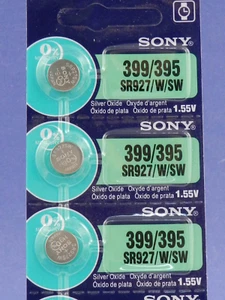 SONY
399/395
SR927/W/SW
Silver Oxide Oxyde d'argent
Óxido de plata Óxido de prata 1.55V
SONY
399/395
SR927/W/SW
Silver Oxide Oxyde d'argent
Óxido de plata Óxido de prata 1.55V
SONY
399/395
SR927/W/SW
Silver Oxide Oxyde d'argent
Óxido de plata Óxido de prata 1.55V